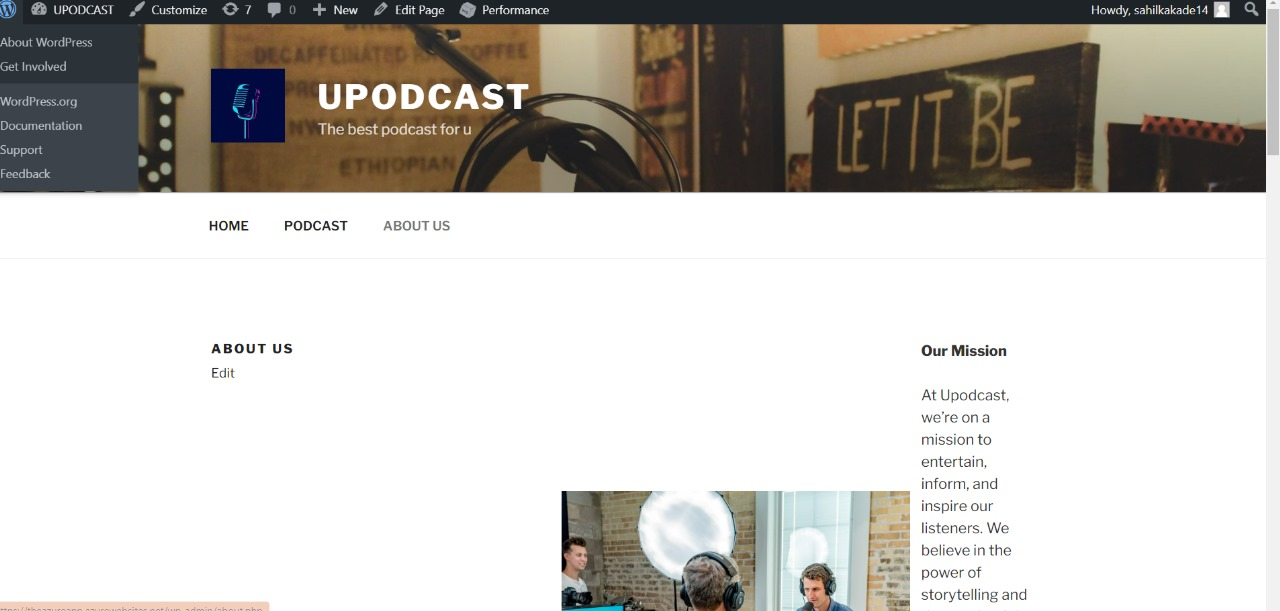 UPODCAST Customize 7 0 New Edit Page Performance Howdy, sahilkakade14
About WordPress
Get Involved
WordPress.org
Documentation
Support
Feedback
DECAFFEINATED
ETHIOPIAN
LET IT BE
UPODCAST
The best podcast for u
HOME PODCAST ABOUT US
ABOUT US
Edit
Our Mission
At Upodcast,
we're on a
mission to
entertain,
inform, and
inspire our
listeners. We
believe in the
power of
storytelling and